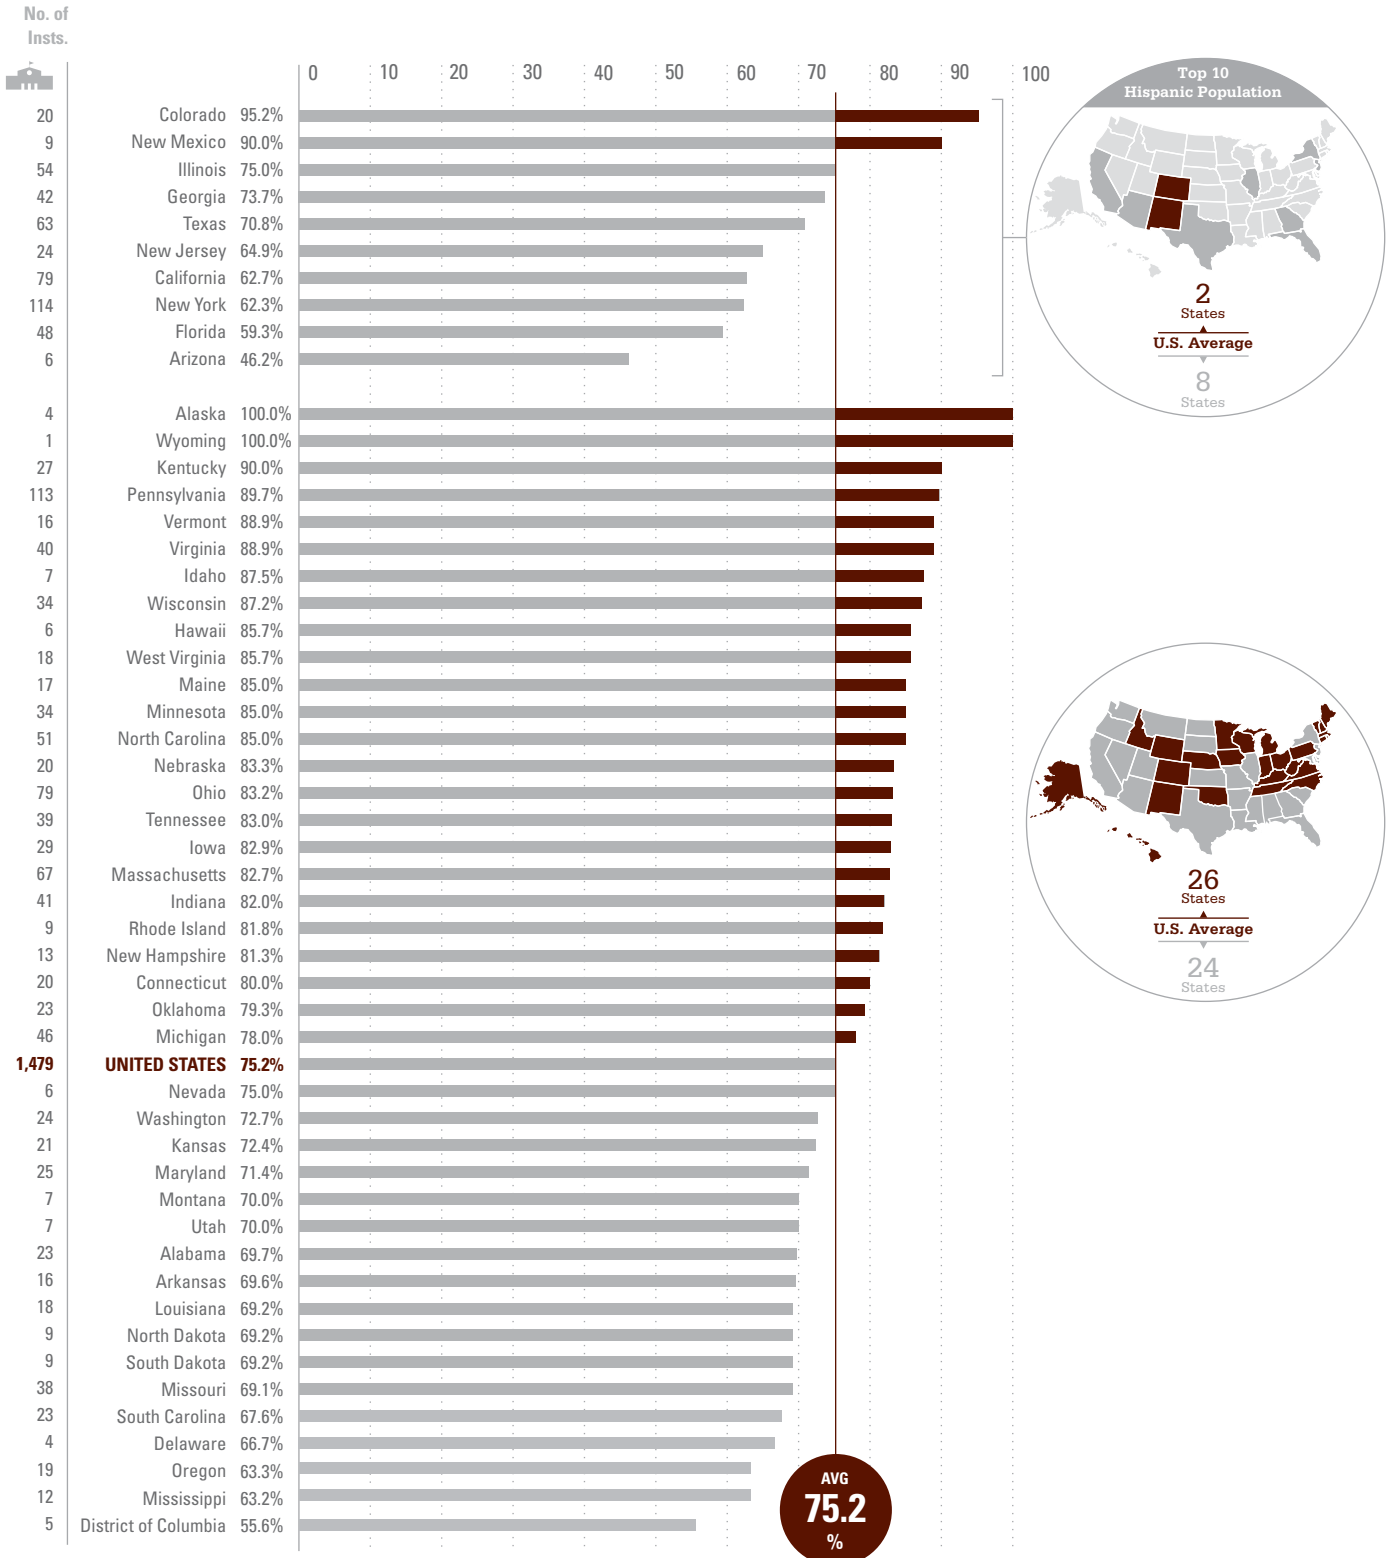 No. of
Insts.
0 10 20 30 40 50 60 70 80 90 100
20 Colorado 95.2%
9 New Mexico 90.0%
54 Illinois 75.0%
42 Georgia 73.7%
63 Texas 70.8%
24 New Jersey 64.9%
79 California 62.7%
114 New York 62.3%
48 Florida 59.3%
6 Arizona 46.2%
Top 10
Hispanic Population
2
States
U.S. Average
8
States
4 Alaska 100.0%
1 Wyoming 100.0%
27 Kentucky 90.0%
113 Pennsylvania 89.7%
16 Vermont 88.9%
40 Virginia 88.9%
7 Idaho 87.5%
34 Wisconsin 87.2%
6 Hawaii 85.7%
18 West Virginia 85.7%
17 Maine 85.0%
34 Minnesota 85.0%
51 North Carolina 85.0%
20 Nebraska 83.3%
79 Ohio 83.2%
39 Tennessee 83.0%
29 Iowa 82.9%
67 Massachusetts 82.7%
41 Indiana 82.0%
9 Rhode Island 81.8%
13 New Hampshire 81.3%
20 Connecticut 80.0%
23 Oklahoma 79.3%
46 Michigan 78.0%
1,479 UNITED STATES 75.2%
6 Nevada 75.0%
24 Washington 72.7%
21 Kansas 72.4%
25 Maryland 71.4%
7 Montana 70.0%
7 Utah 70.0%
23 Alabama 69.7%
16 Arkansas 69.6%
18 Louisiana 69.2%
9 North Dakota 69.2%
9 South Dakota 69.2%
38 Missouri 69.1%
23 South Carolina 67.6%
4 Delaware 66.7%
19 Oregon 63.3%
12 Mississippi 63.2%
5 District of Columbia 55.6%
26
States
U.S. Average
24
States
AVG
75.2
%